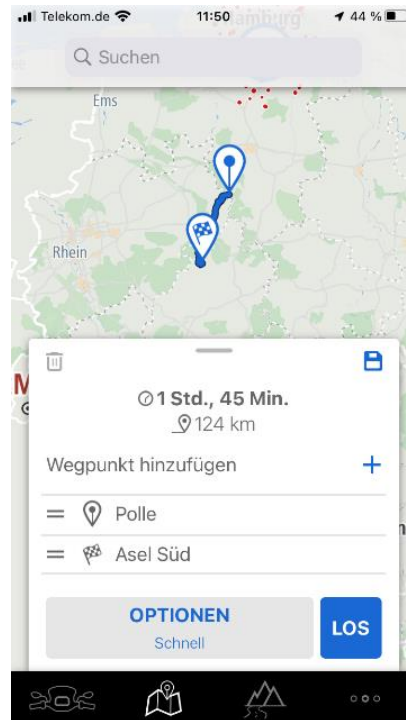 Telekom.de 11:50 44 %
Hamburg
Suchen
Ems
Rhein
M
1 Std., 45 Min.
124 km
Wegpunkt hinzufügen
Polle
Asel Süd
n
OPTIONEN
Schnell
LOS